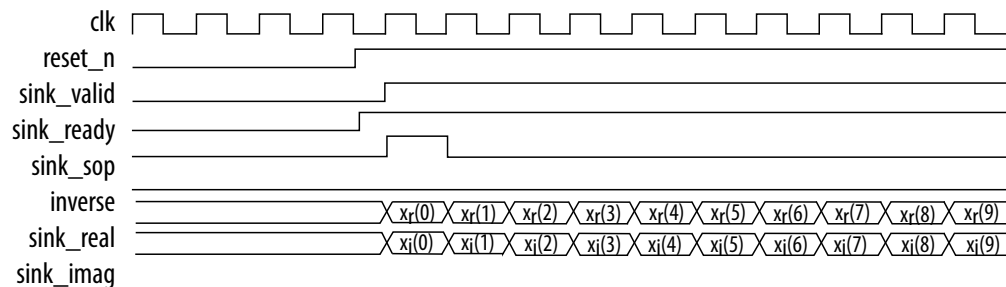 clk
reset_n
sink_valid
sink_ready
sink_sop
inverse
xr(0) xr(1) xr(2) xr(3) xr(4) xr(5) xr(6) xr(7) xr(8) xr(9)
sink_real
xi(0) xi(1) xi(2) xi(3) xi(4) xi(5) xi(6) xi(7) xi(8) xi(9)
sink_imag